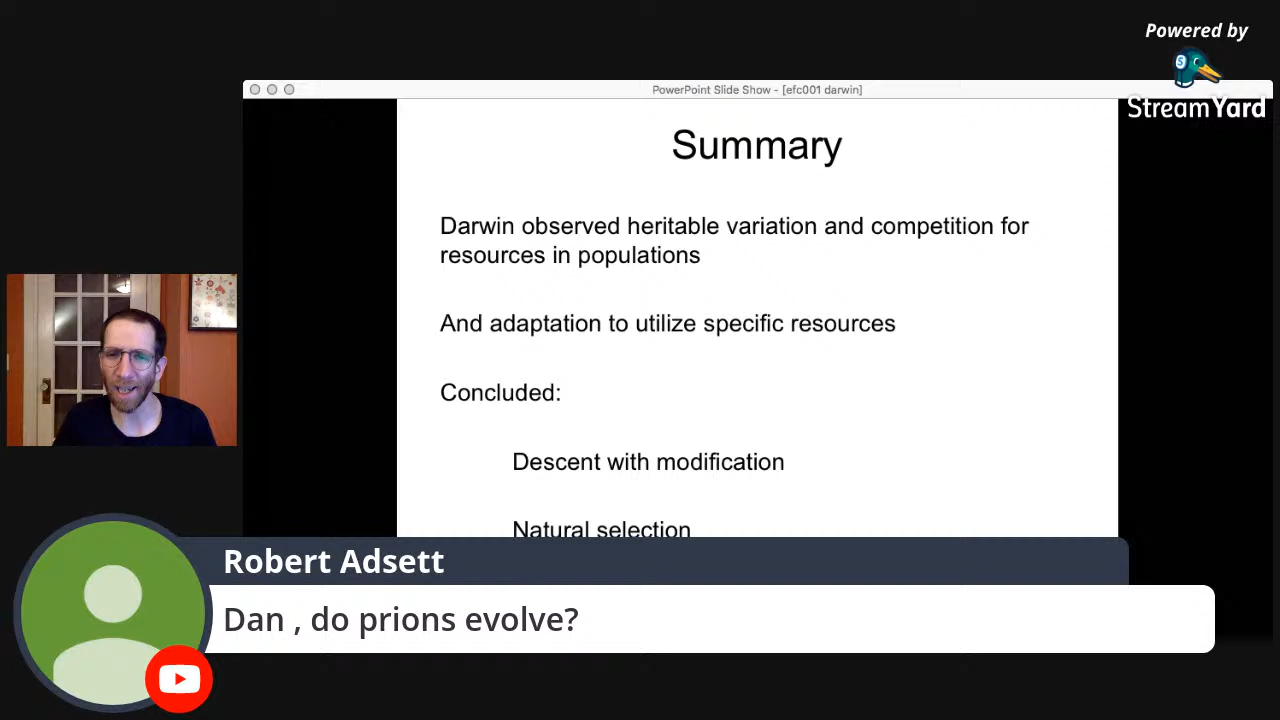 Powered by
StreamYard
PowerPoint Slide Show - [efc001 darwin]
Summary
Darwin observed heritable variation and competition for
resources in populations
And adaptation to utilize specific resources
Concluded:
Descent with modification
Natural selection
Robert Adsett
Dan , do prions evolve?